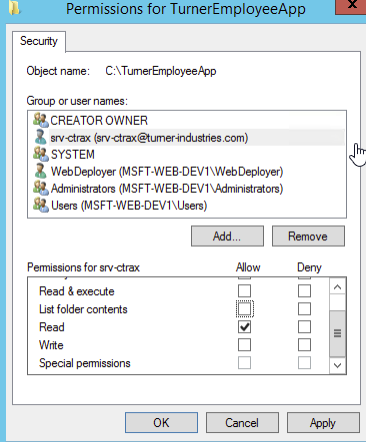 Permissions for TurnerEmployeeApp
x
Security
Object name: C:\TurnerEmployeeApp
Group or user names:
CREATOR OWNER
srv-ctrax (srv-ctrax@turner-industries.com)
SYSTEM
WebDeployer (MSFT-WEB-DEV1\WebDeployer)
Administrators (MSFT-WEB-DEV1\Administrators)
Users (MSFT-WEB-DEV1\Users)
Add... Remove
Permissions for srv-ctrax Allow Deny
Read & execute
List folder contents
Read
Write
Special permissions
OK Cancel Apply